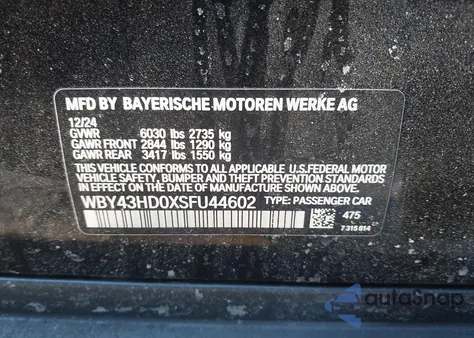 MFD BY BAYERISCHE MOTOREN WERKE AG
12/24
GVWR 6030 lbs 2735 kg
GAWR FRONT 2844 lbs 1290 kg
GAWR REAR 3417 lbs 1550 kg
THIS VEHICLE CONFORMS TO ALL APPLICABLE
U.S.FEDERAL MOTOR
VEHICLE SAFETY, BUMPER, AND THEFT PREVENTION STANDARDS
IN EFFECT ON THE DATE OF MANUFACTURE SHOWN ABOVE.
WBY43HD0XSFU44602 TYPE: PASSENGER CAR
475
7 315 814
autoSnap